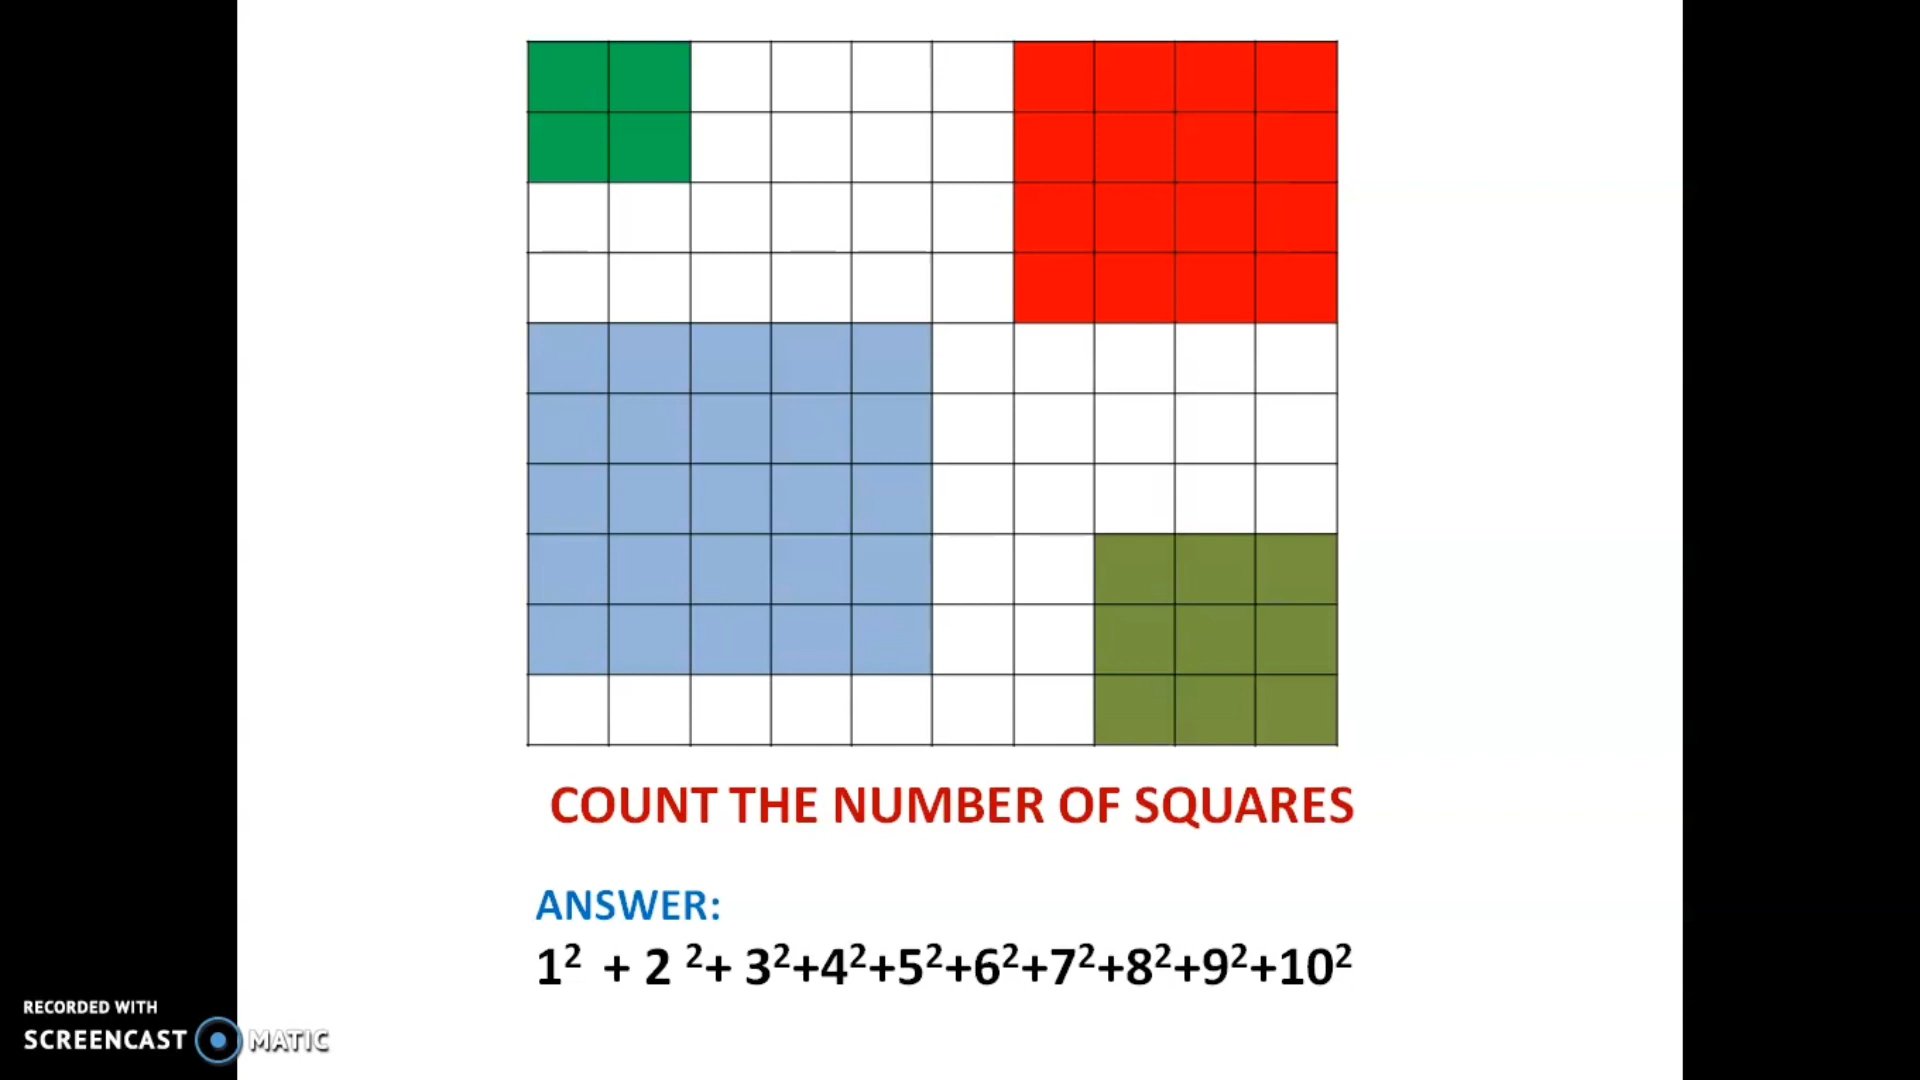 COUNT THE NUMBER OF SQUARES
ANSWER:
1² + 2 ²+ 3²+4²+5²+6²+7²+8²+9²+10²
RECORDED WITH
SCREENCAST MATIC